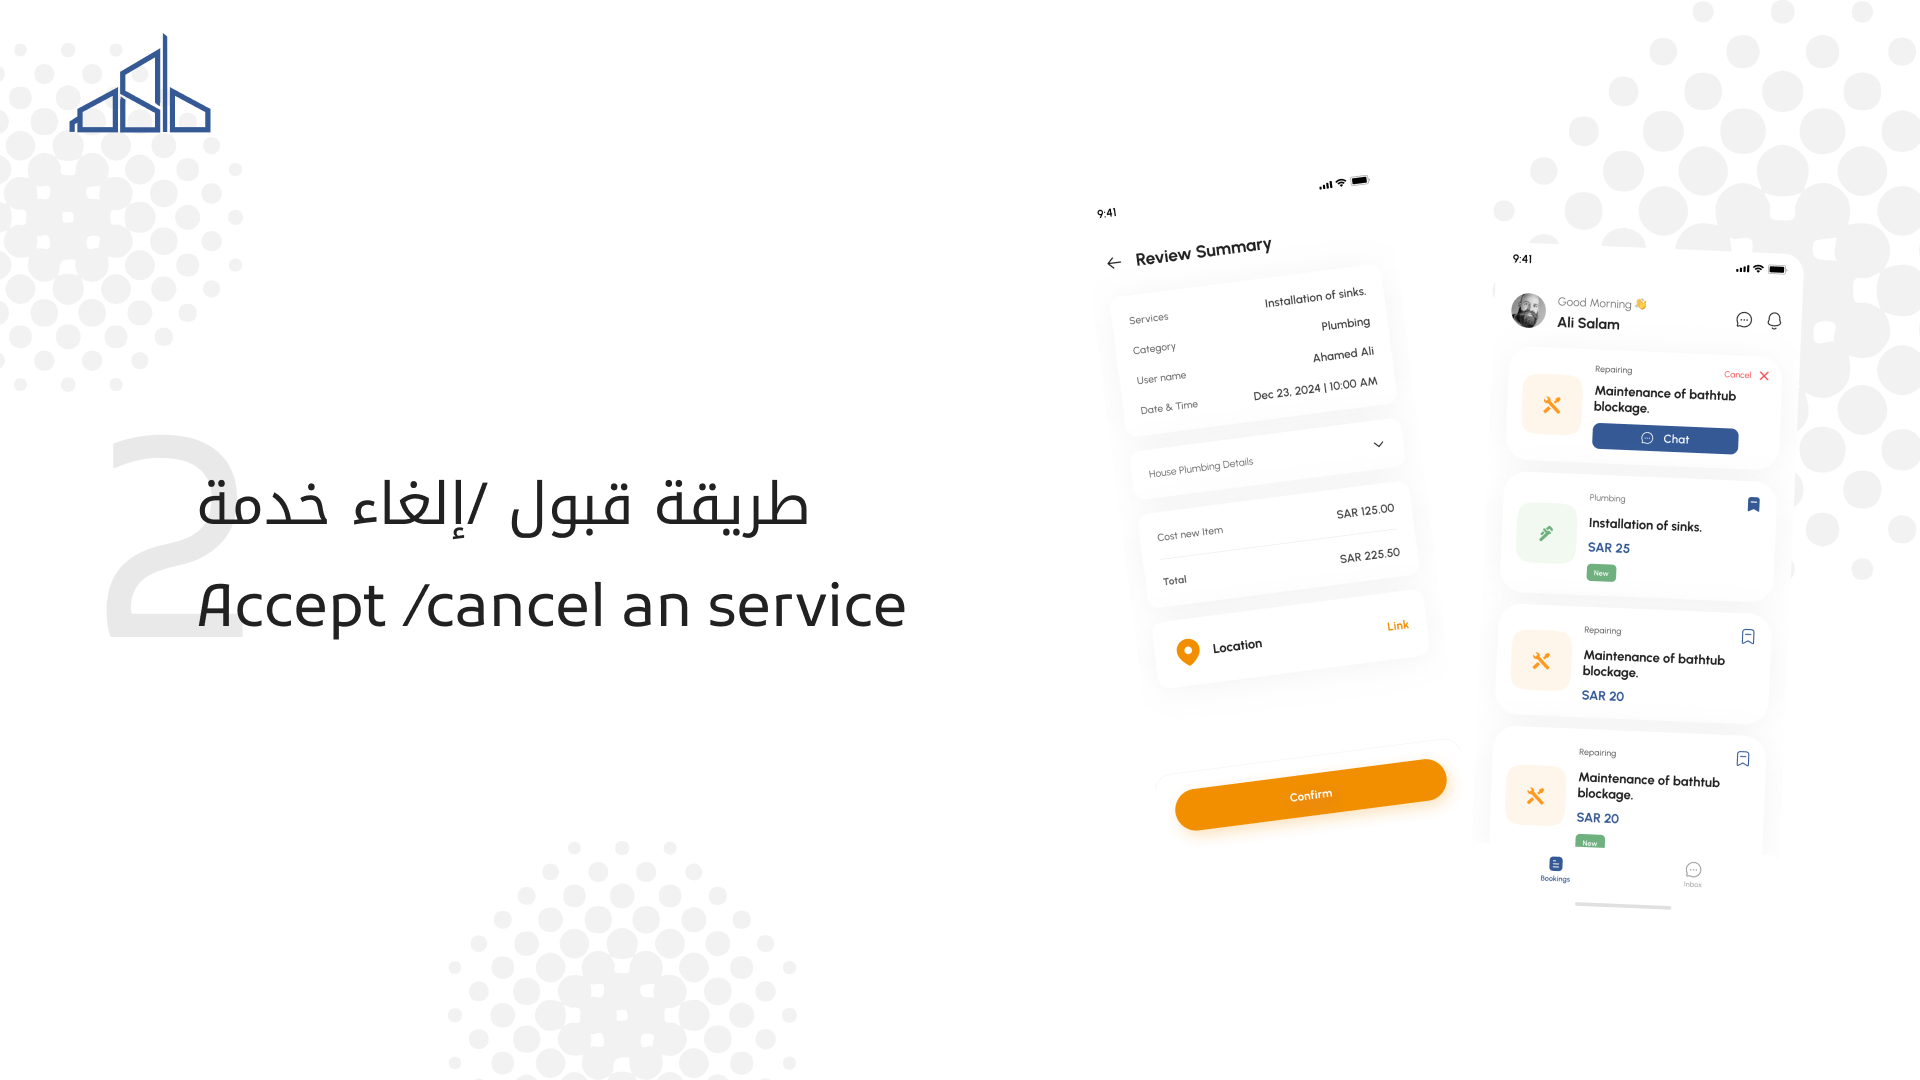 2
طريقة قبول /إلغاء خدمة
Accept /cancel an service
9:41
Review Summary
Services Installation of sinks.
Category Plumbing
User name Ahamed Ali
Date & Time Dec 23, 2024 | 10:00 AM
House Plumbing Details
Cost new Item SAR 125.00
Total SAR 225.50
Location Link
Confirm
9:41
Good Morning 👋
Ali Salam
Repairing Cancel
Maintenance of bathtub
blockage.
Chat
Plumbing
Installation of sinks.
SAR 25
New
Repairing
Maintenance of bathtub
blockage.
SAR 20
Repairing
Maintenance of bathtub
blockage.
SAR 20
New
Bookings Inbox